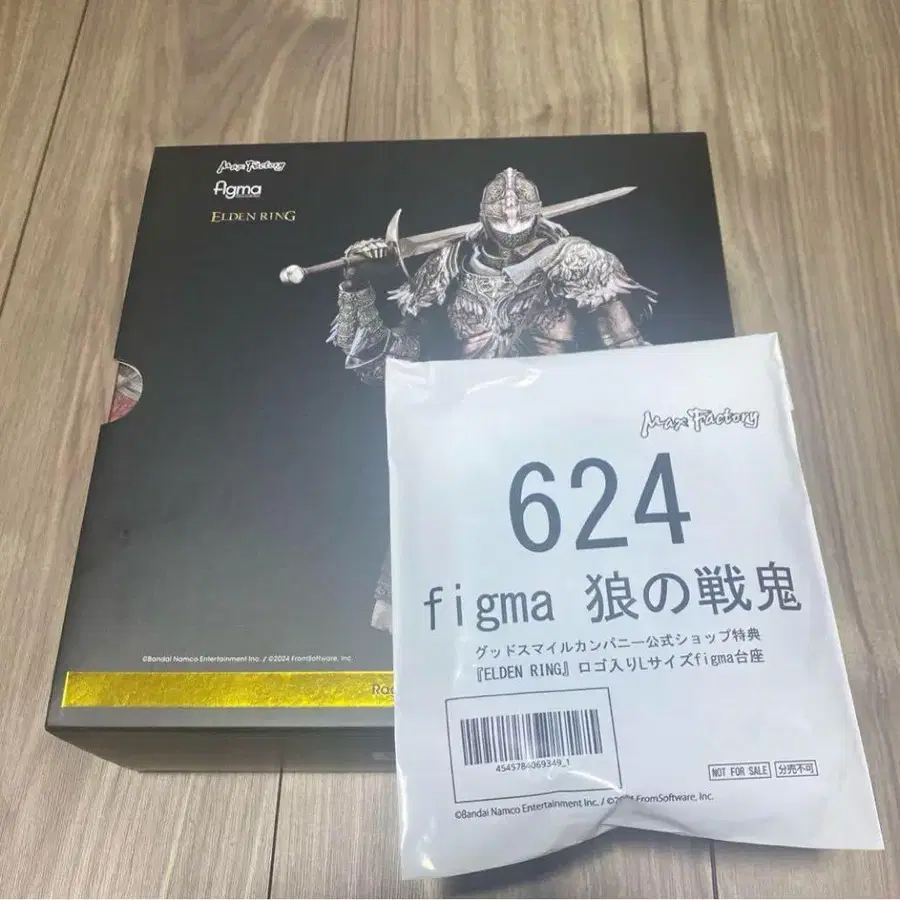 Max Factory
figma
ELDEN RING
©Bandai Namco Entertainment Inc. / ©2024 FromSoftware, Inc.
Max Factory
624
figma 狼の戦鬼
グッドスマイルカンパニー公式ショップ特典
『ELDEN RING』 ロゴ入りLサイズfigma台座
4545784069349_1
NOT FOR SALE 分売不可
©Bandai Namco Entertainment Inc. / ©2024 FromSoftware, Inc.